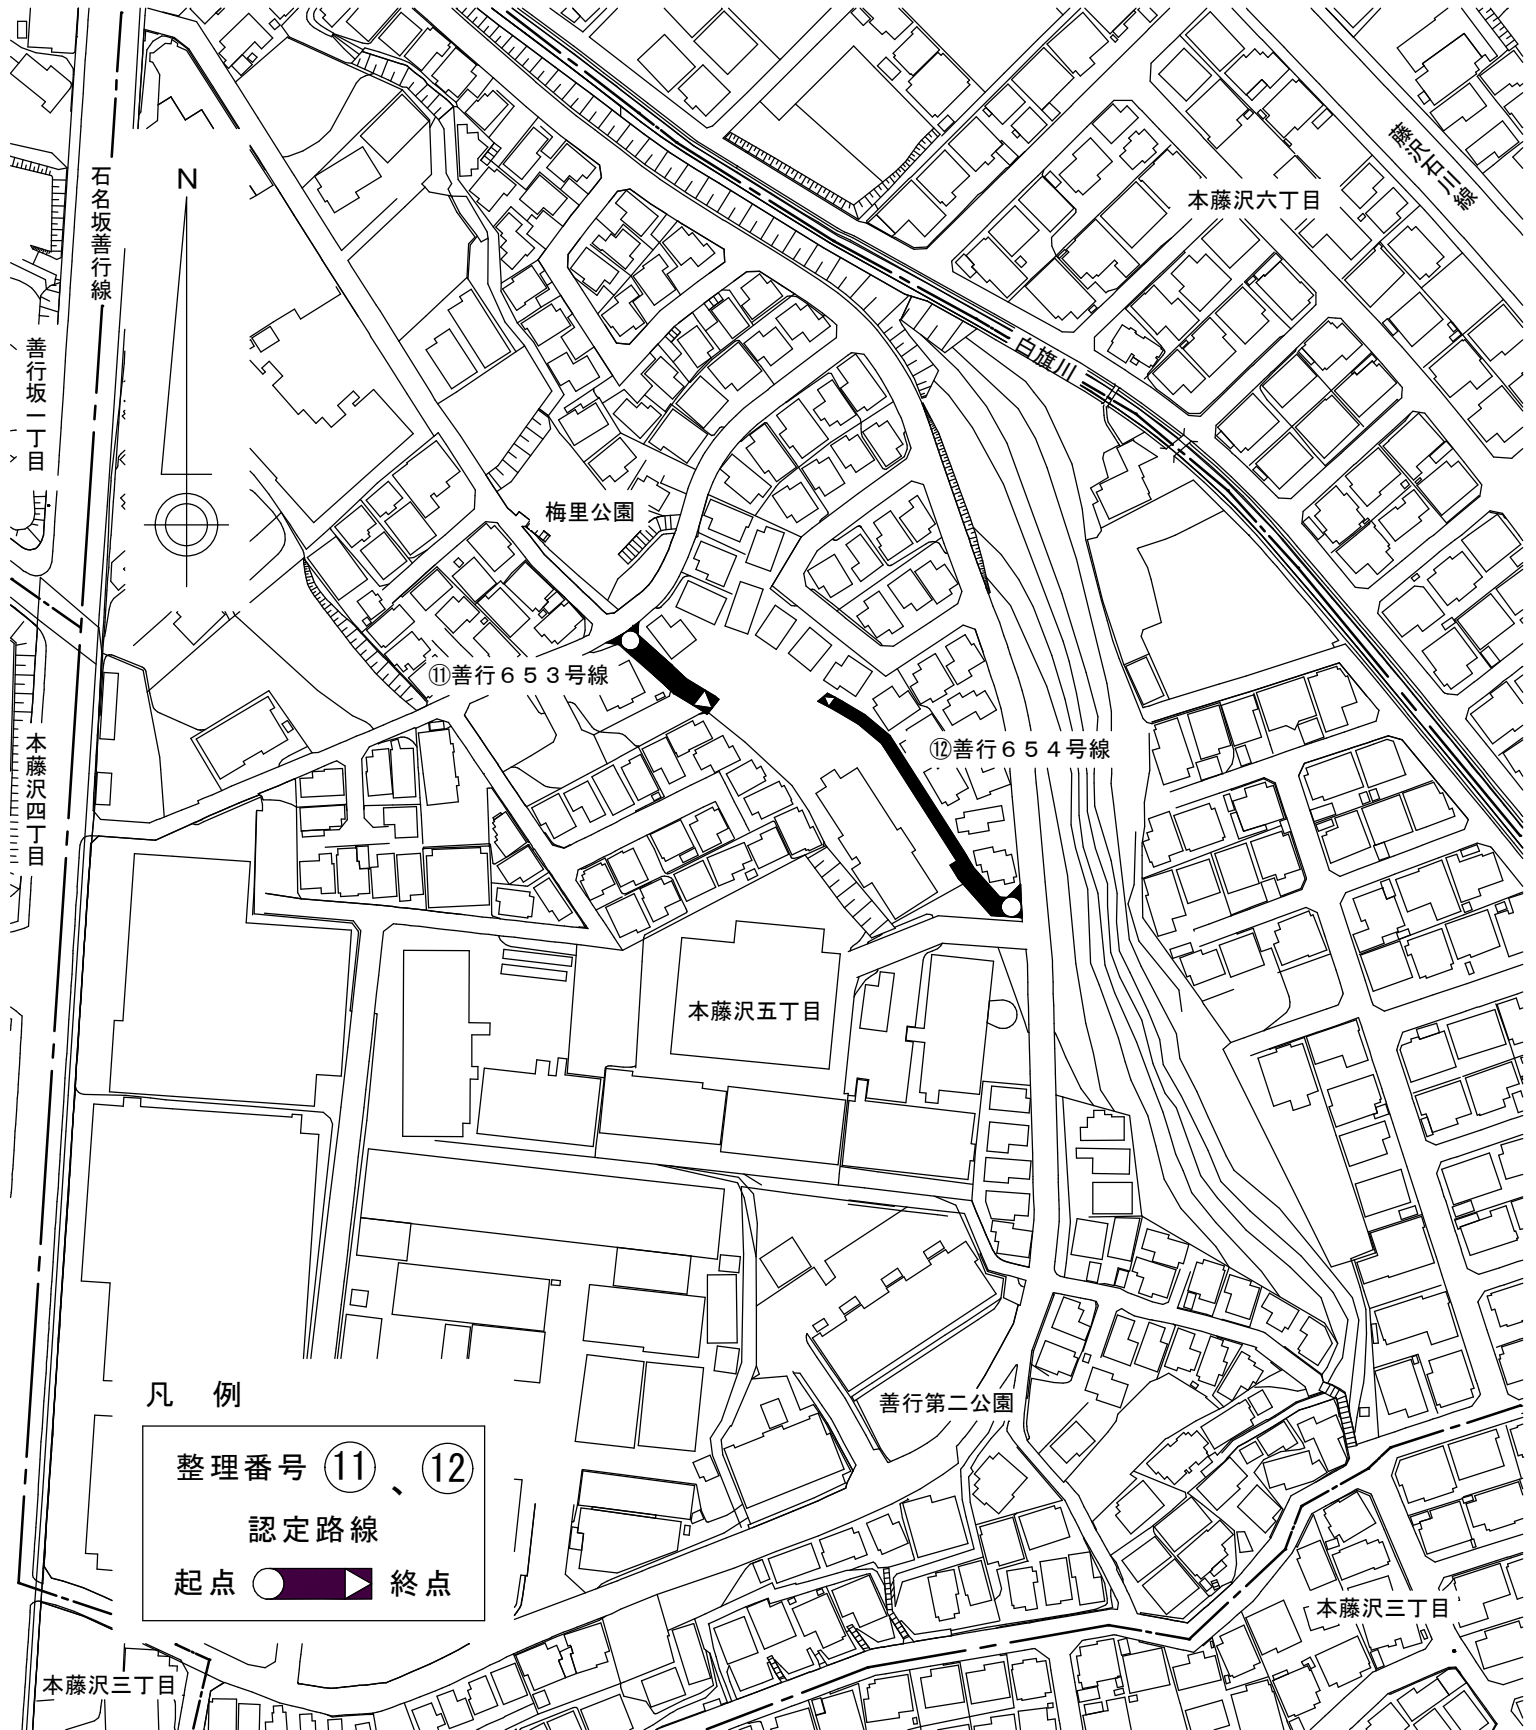 N
石名坂善行線
善行坂一丁目
本藤沢四丁目
藤沢石川線
本藤沢六丁目
白旗川
梅里公園
⑪善行６５３号線
⑫善行６５４号線
本藤沢五丁目
善行第二公園
凡　例
整理番号 ⑪、⑫
認定路線
起点 終点
本藤沢三丁目
本藤沢三丁目